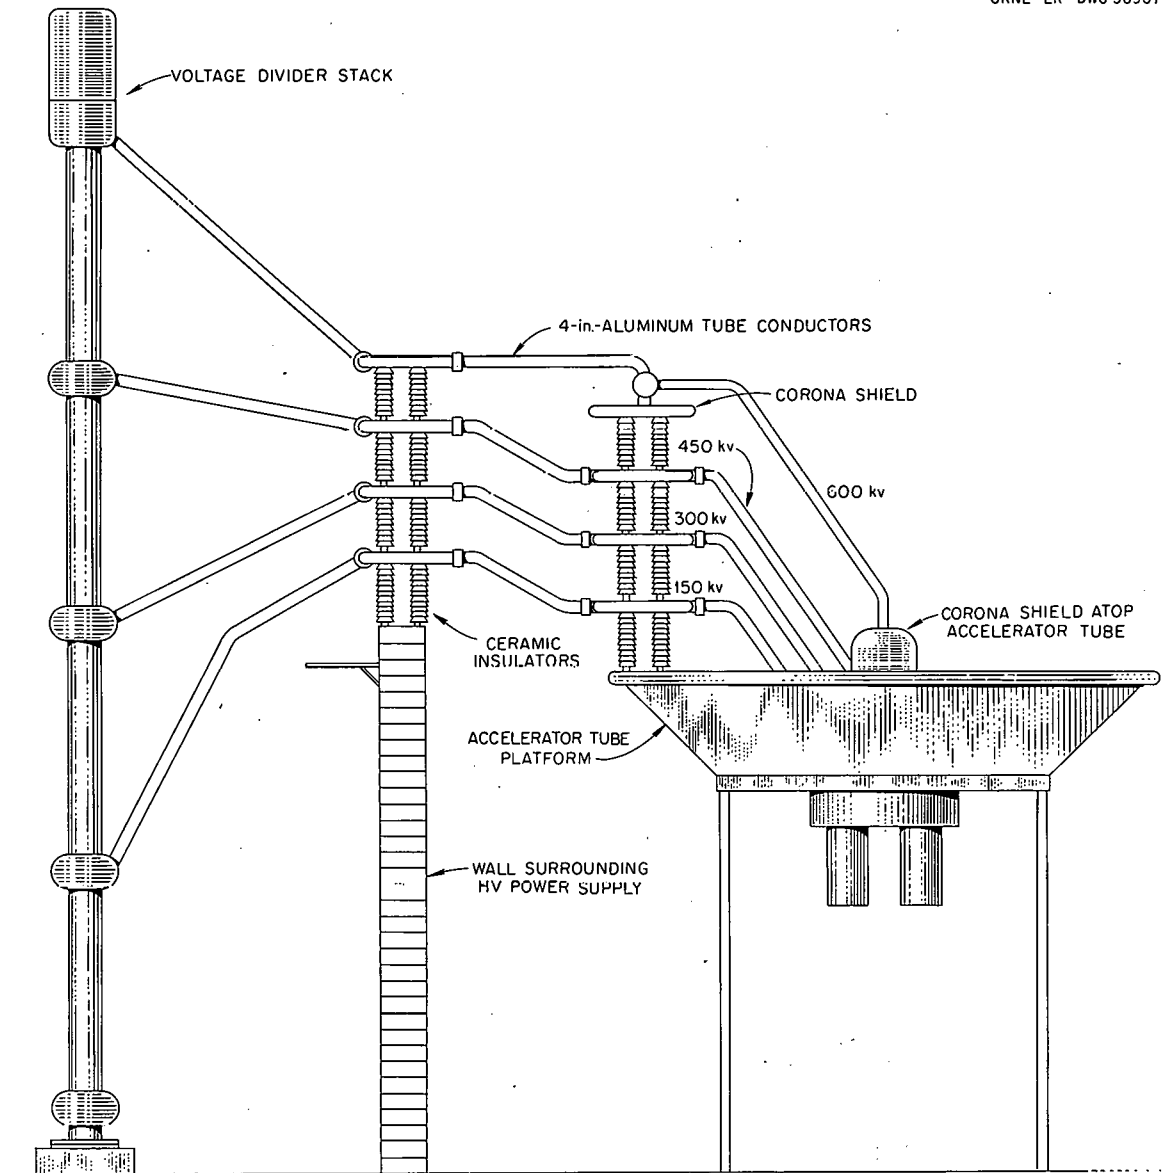 VOLTAGE DIVIDER STACK
4-in.-ALUMINUM TUBE CONDUCTORS
CORONA SHIELD
450 kv
600 kv
300 kv
150 kv
CORONA SHIELD ATOP
ACCELERATOR TUBE
CERAMIC
INSULATORS
ACCELERATOR TUBE
PLATFORM
WALL SURROUNDING
HV POWER SUPPLY